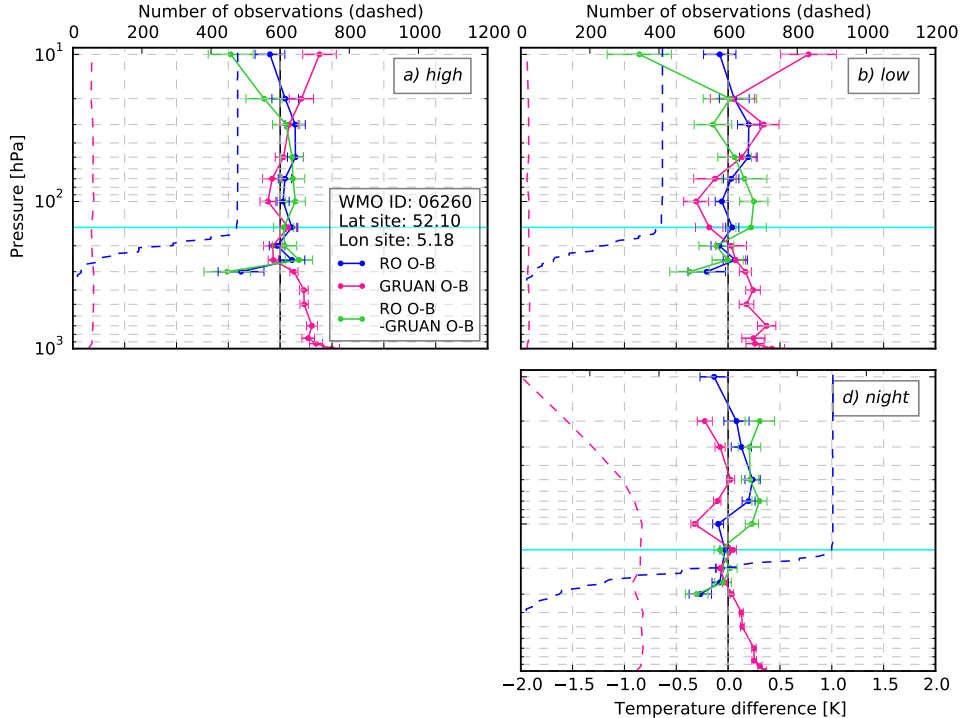 Number of observations (dashed)
Number of observations (dashed)
0 200 400 600 800 1000 1200
0 200 400 600 800 1000 1200
10¹
a) high
b) low
Pressure [hPa]
10²
WMO ID: 06260
Lat site: 52.10
Lon site: 5.18
RO O-B
GRUAN O-B
RO O-B
-GRUAN O-B
10³
d) night
−2.0 −1.5 −1.0 −0.5 0.0 0.5 1.0 1.5 2.0
Temperature difference [K]